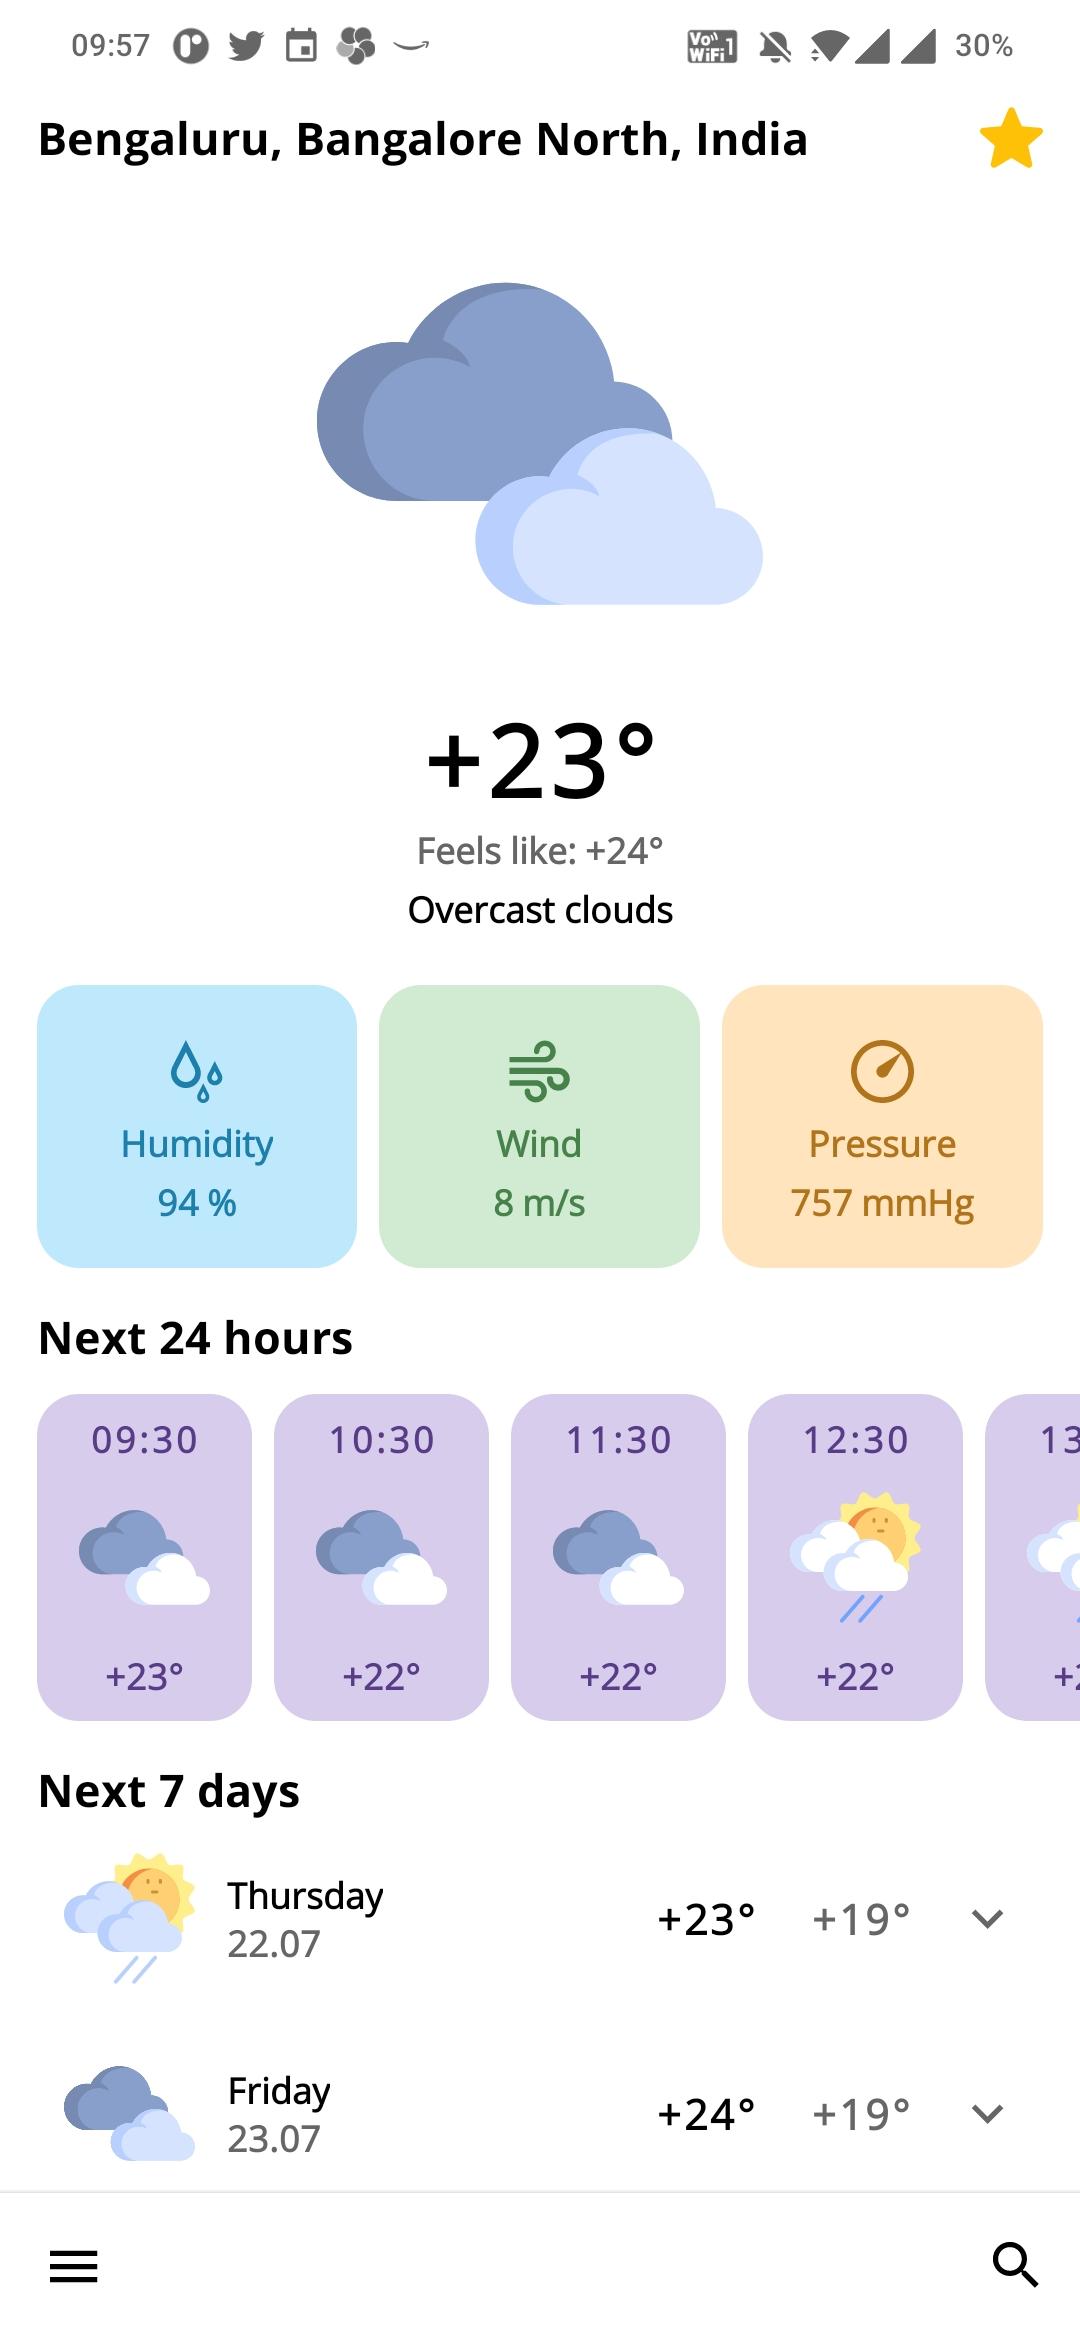 09:57
Vo)) WiFi 1
30%
Bengaluru, Bangalore North, India
+23°
Feels like: +24°
Overcast clouds
Humidity
94 %
Wind
8 m/s
Pressure
757 mmHg
Next 24 hours
09:30
10:30
11:30
12:30
13
+23°
+22°
+22°
+22°
Next 7 days
Thursday
22.07
+23° +19°
Friday
23.07
+24° +19°